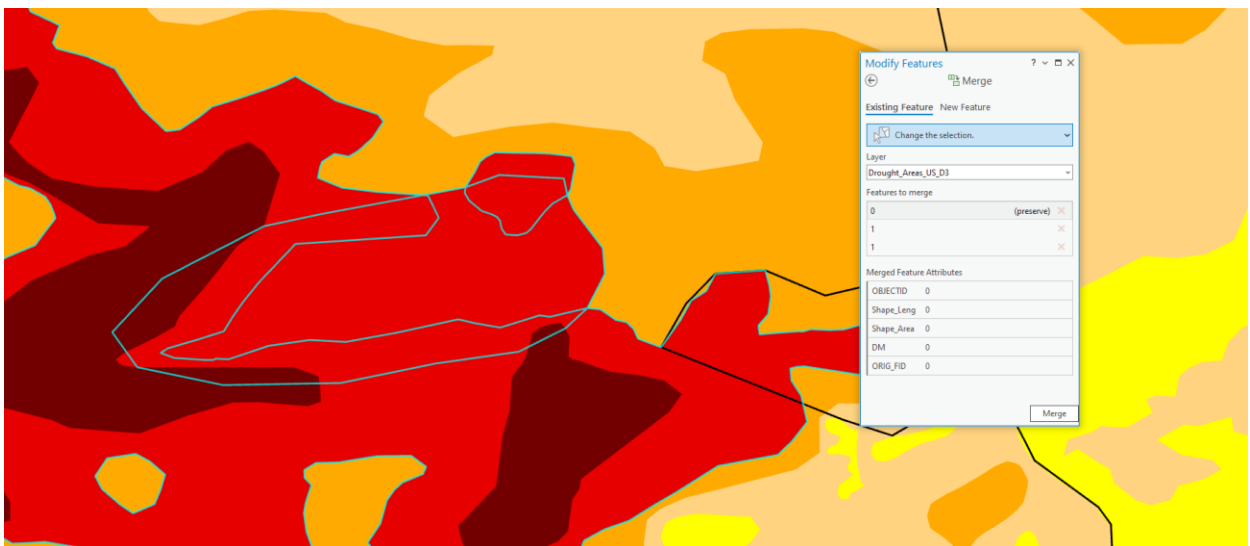 Modify Features ?
Merge
Existing Feature New Feature
Change the selection.
Layer
Drought_Areas_US_D3
Features to merge
0 (preserve)
1
1
Merged Feature Attributes
OBJECTID 0
Shape_Leng 0
Shape_Area 0
DM 0
ORIG_FID 0
Merge